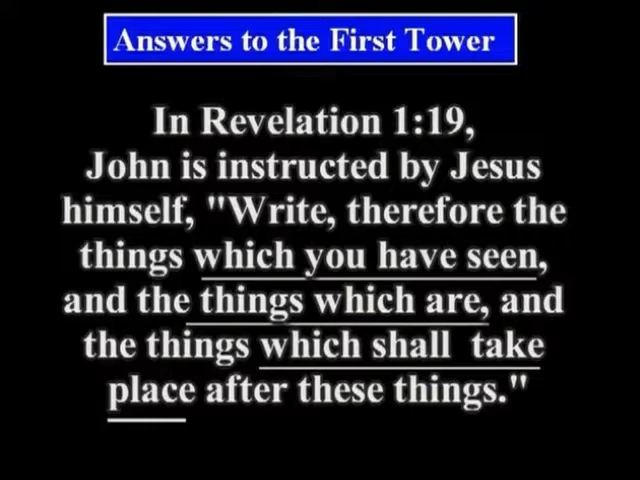 Answers to the First Tower
In Revelation 1:19,
John is instructed by Jesus
himself, "Write, therefore the
things which you have seen,
and the things which are, and
the things which shall take
place after these things."